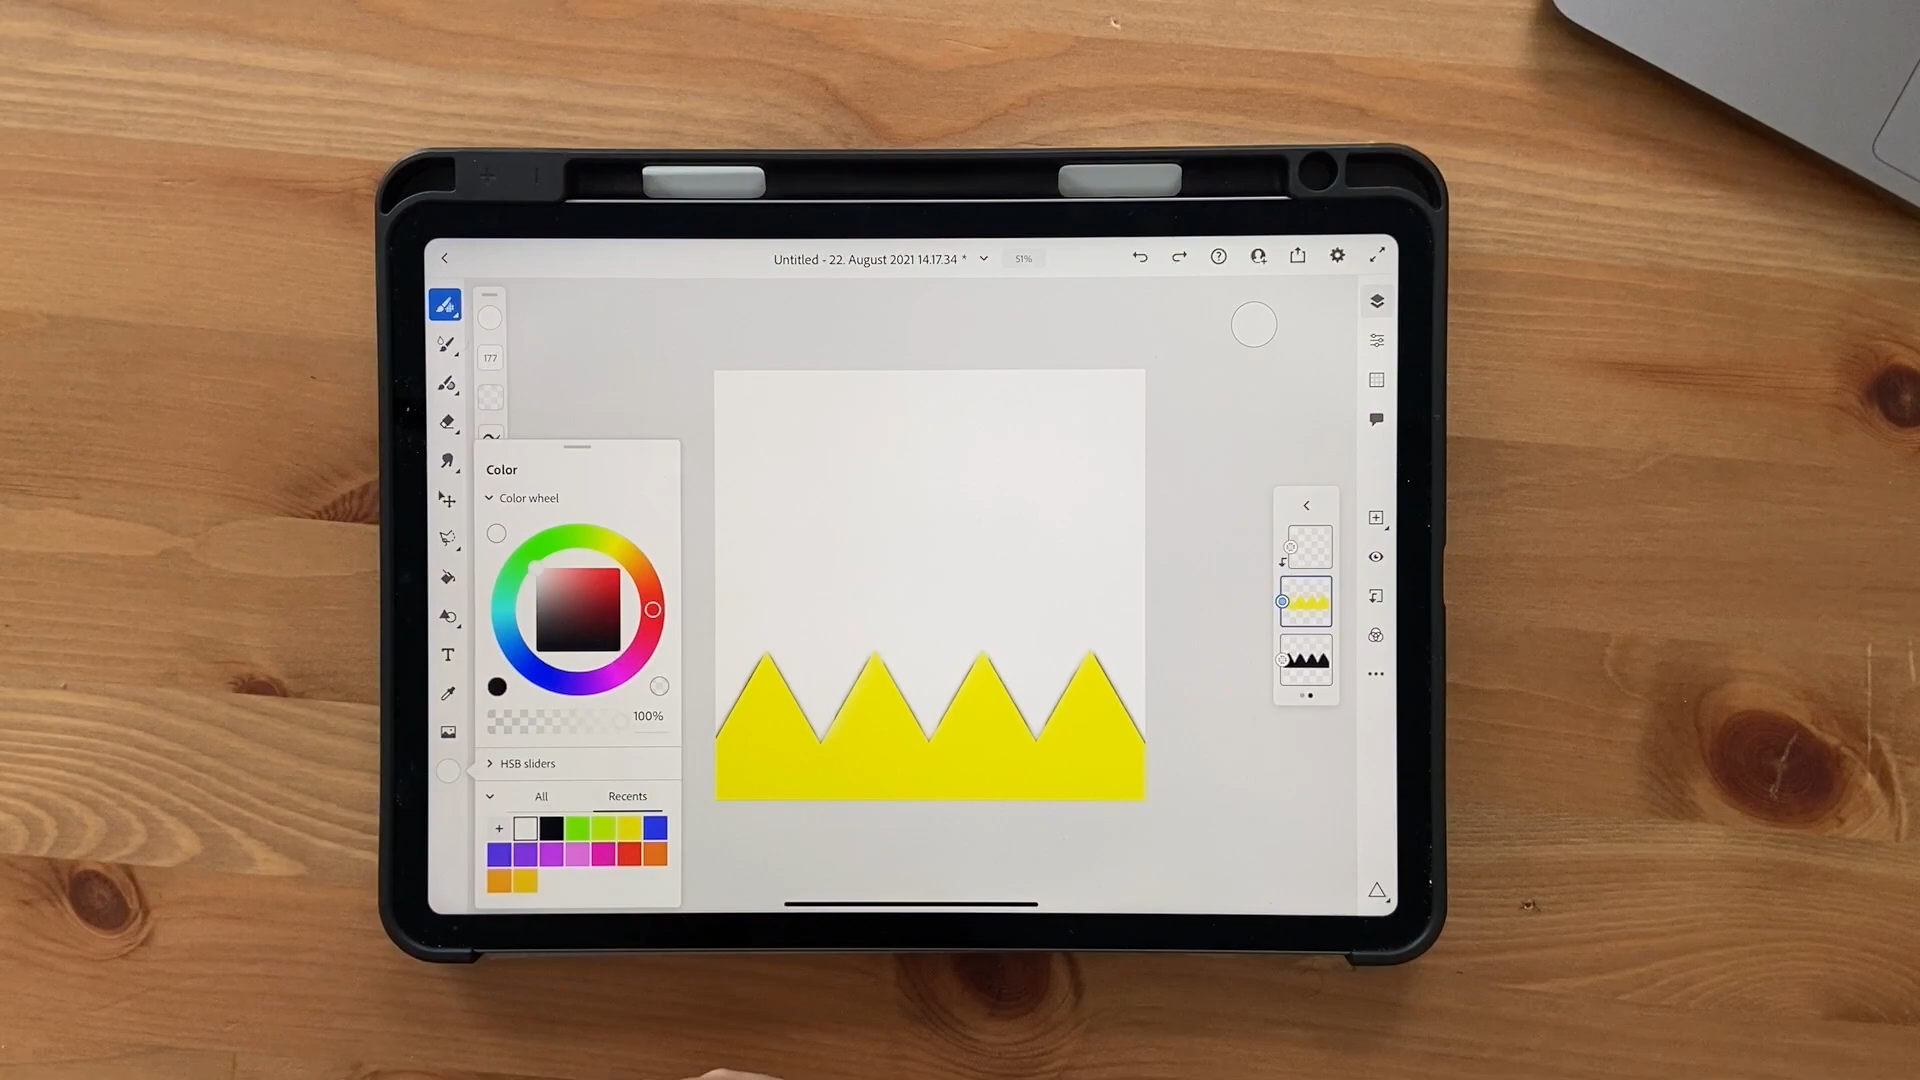 Untitled - 22. August 2021 14.17.34 *
51%
177
Color
Color wheel
100%
HSB sliders
All
Recents
+
T